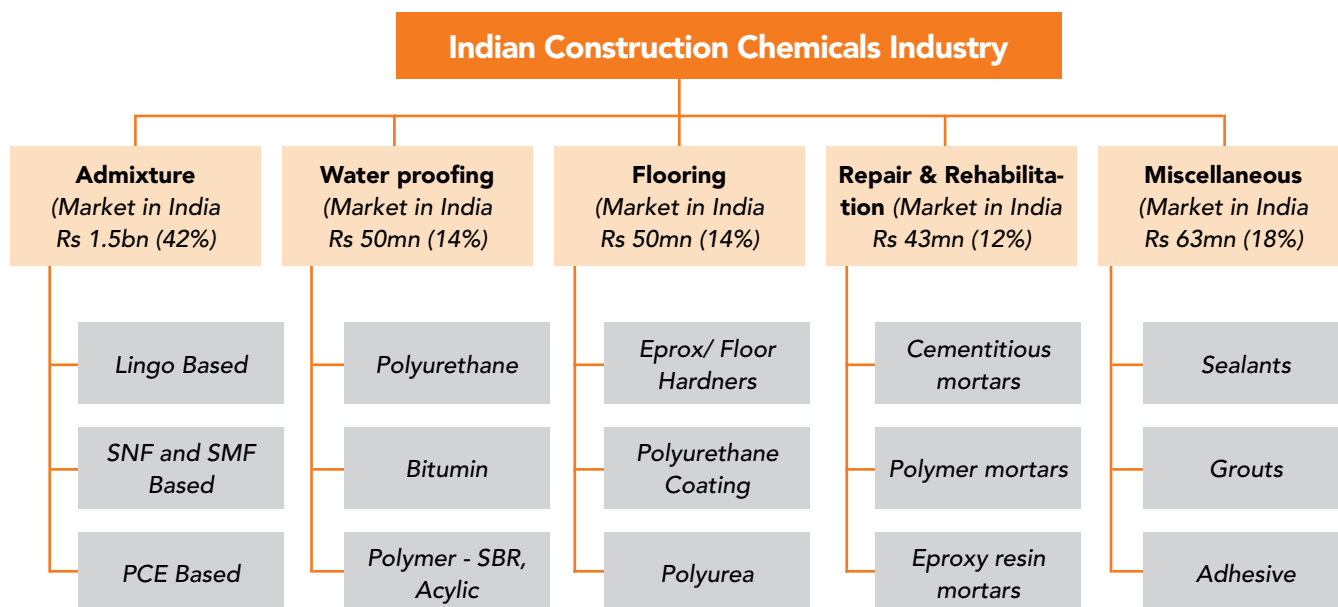 Indian Construction Chemicals Industry
Admixture
(Market in India
Rs 1.5bn (42%)
Water proofing
(Market in India
Rs 50mn (14%)
Flooring
(Market in India
Rs 50mn (14%)
Repair & Rehabilita-
tion (Market in India
Rs 43mn (12%)
Miscellaneous
(Market in India
Rs 63mn (18%)
Lingo Based
SNF and SMF
Based
PCE Based
Polyurethane
Bitumin
Polymer - SBR,
Acylic
Eprox/ Floor
Hardners
Polyurethane
Coating
Polyurea
Cementitious
mortars
Polymer mortars
Eproxy resin
mortars
Sealants
Grouts
Adhesive